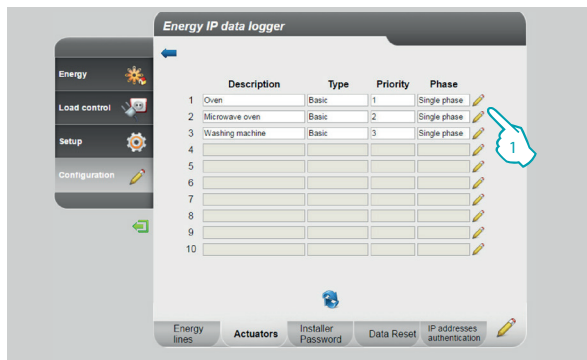 Energy IP data logger
Energy
Load control
Setup
Configuration
Description Type Priority Phase
1 Oven Basic 1 Single phase
2 Microwave oven Basic 2 Single phase
3 Washing machine Basic 3 Single phase
4
5
6
7
8
9
10
1
Energy lines
Actuators
Installer Password
Data Reset
IP addresses authentication